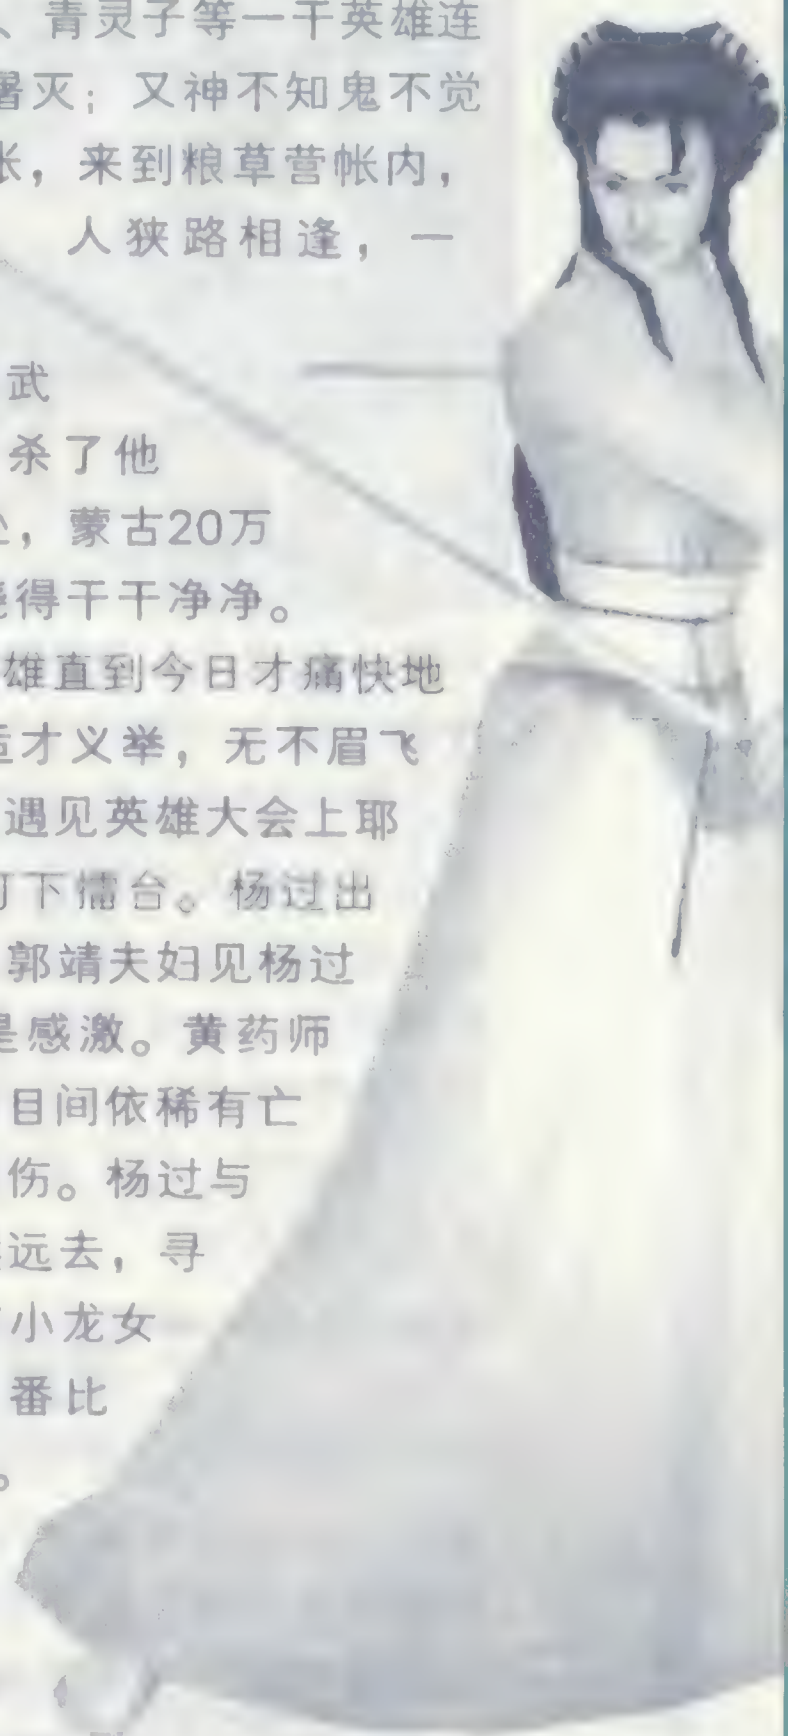 、青灵子等一干英雄连
屠灭；又神不知鬼不觉
，来到粮草营帐内，
人狭路相逢，一
武
杀了他
，蒙古20万
得干干净净。
雄直到今日才痛快地
才义举，无不眉飞
遇见英雄大会上耶
下擂台。杨过出
郭靖夫妇见杨过
是感激。黄药师
目间依稀有亡
伤。杨过与
远去，寻
小龙女
番比
。